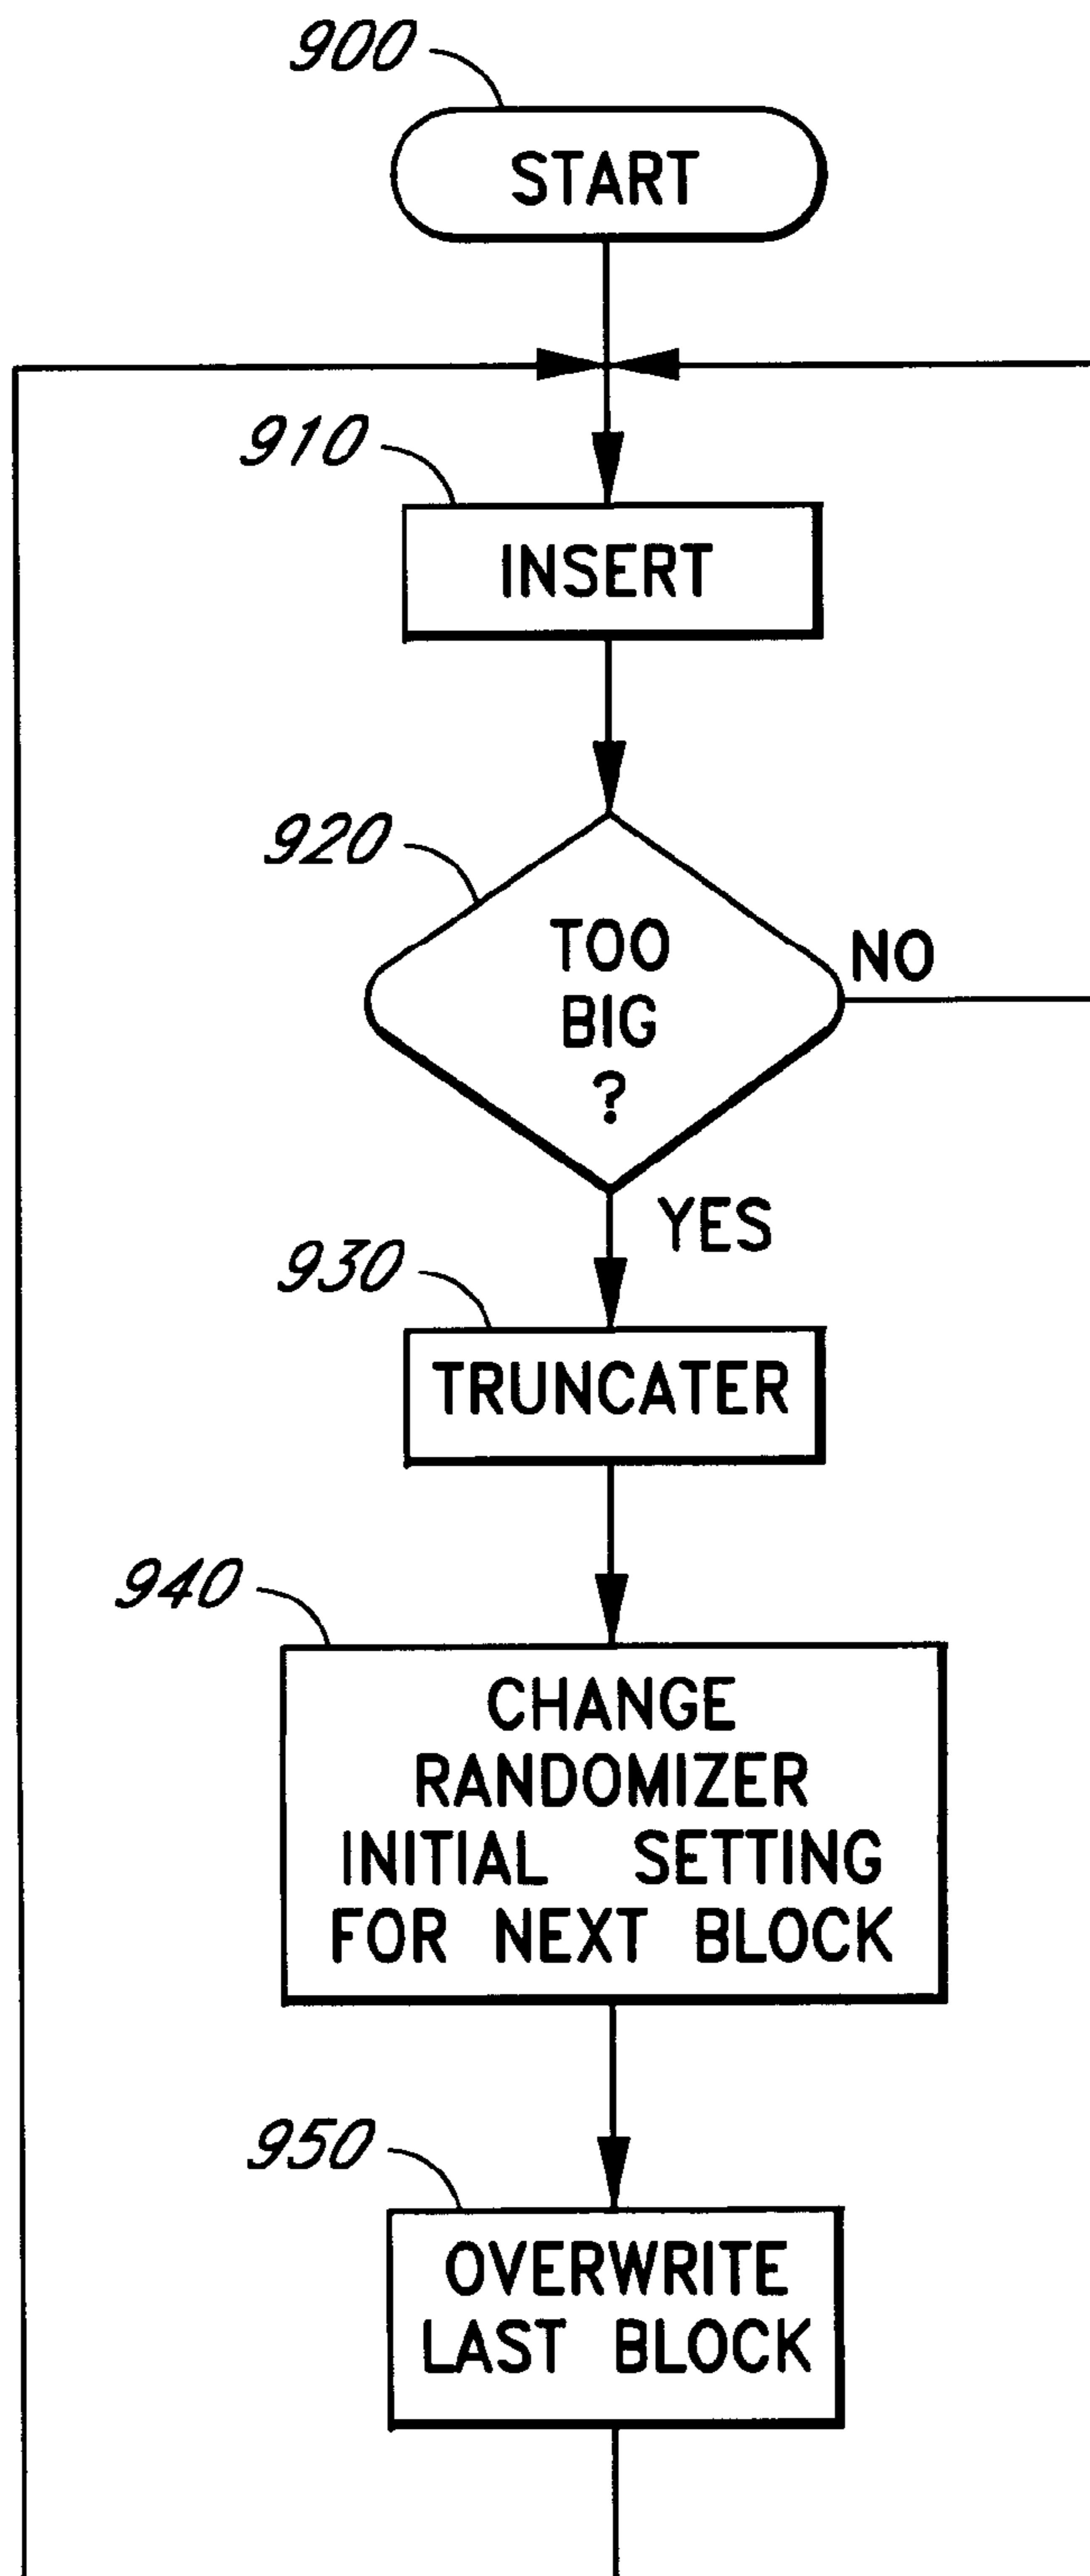 900
START
910
INSERT
920
TOO
BIG
?
NO
YES
930
TRUNCATER
940
CHANGE
RANDOMIZER
INITIAL SETTING
FOR NEXT BLOCK
950
OVERWRITE
LAST BLOCK